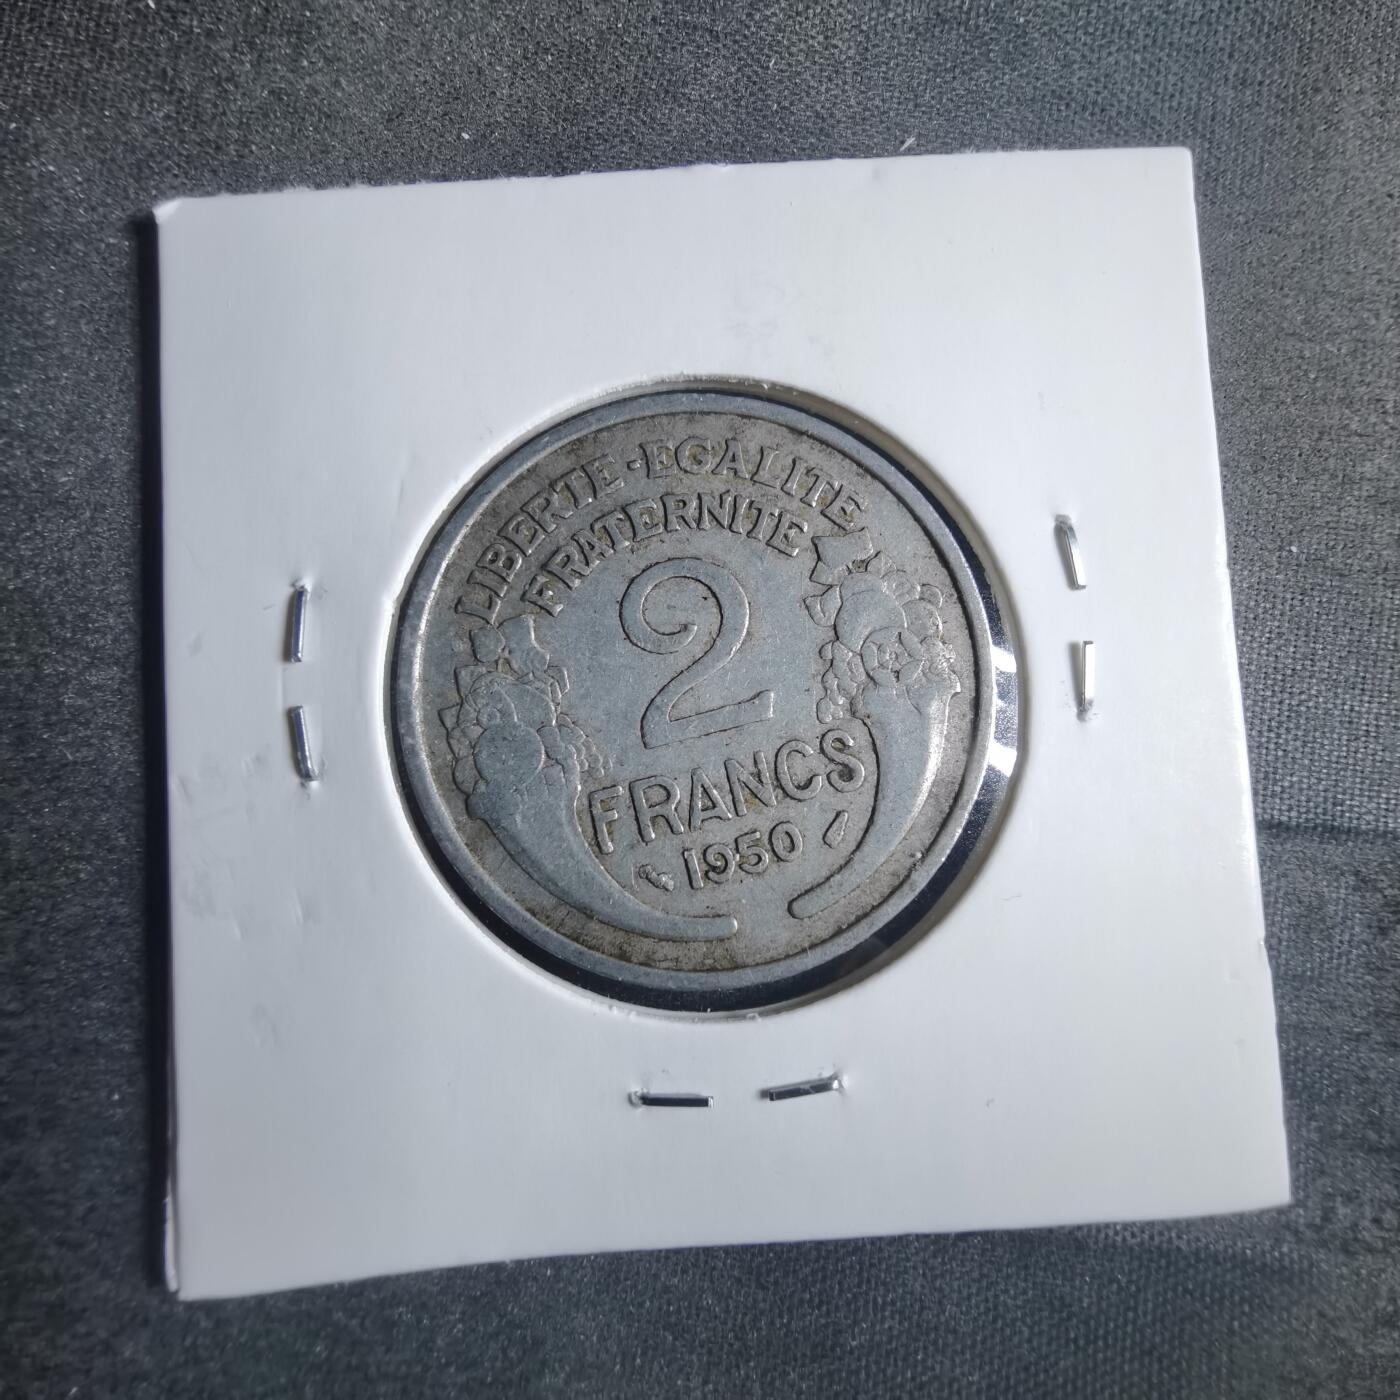 LIBERTE · EGALITE
FRATERNITE
2
FRANCS
1950